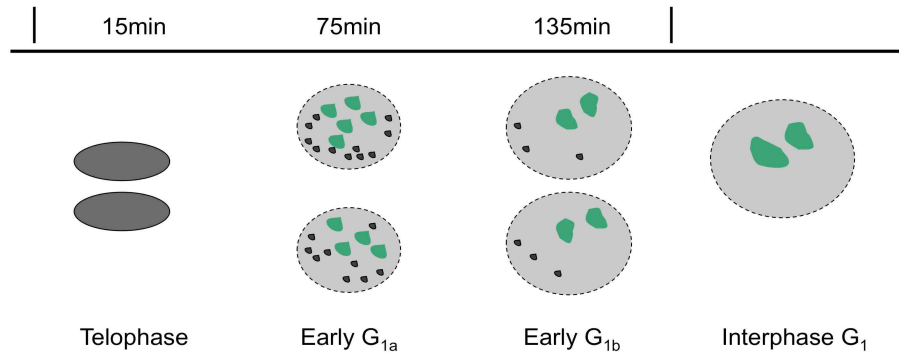 15min 75min 135min
Telophase Early G1a Early G1b Interphase G1